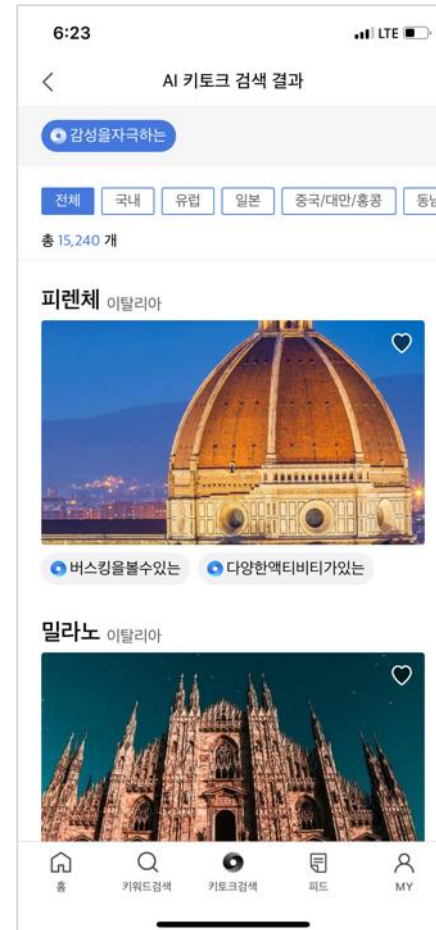 6:23 LTE
AI 키토크 검색 결과
감성을자극하는
전체 국내 유럽 일본 중국/대만/홍콩 동남
총 15,240 개
피렌체 이탈리아
버스킹을볼수있는 다양한액티비티가있는
밀라노 이탈리아
홈 키워드검색 키토크검색 피드 MY